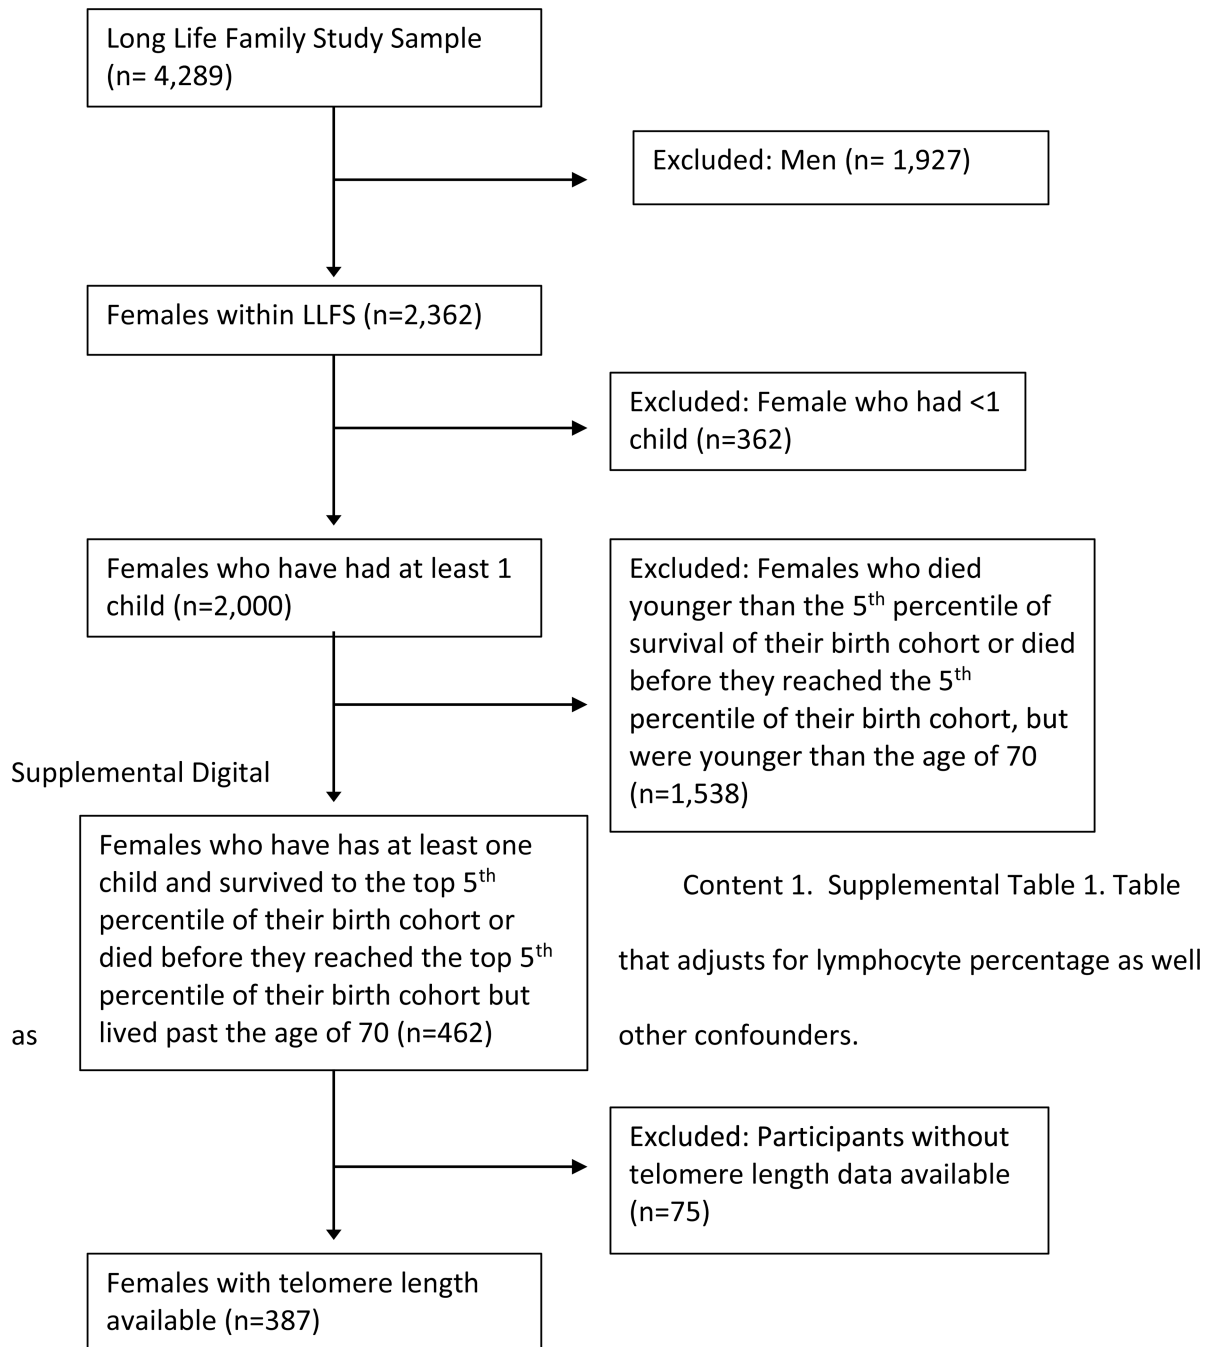 Long Life Family Study Sample
(n= 4,289)
Excluded: Men (n= 1,927)
Females within LLFS (n=2,362)
Excluded: Female who had <1
child (n=362)
Females who have had at least 1
child (n=2,000)
Excluded: Females who died
younger than the 5th percentile of
survival of their birth cohort or died
before they reached the 5th
percentile of their birth cohort, but
were younger than the age of 70
(n=1,538)
Supplemental Digital
Females who have has at least one
child and survived to the top 5th
percentile of their birth cohort or
died before they reached the top 5th
percentile of their birth cohort but
lived past the age of 70 (n=462)
Content 1.  Supplemental Table 1. Table
that adjusts for lymphocyte percentage as well
as
other confounders.
Excluded: Participants without
telomere length data available
(n=75)
Females with telomere length
available (n=387)